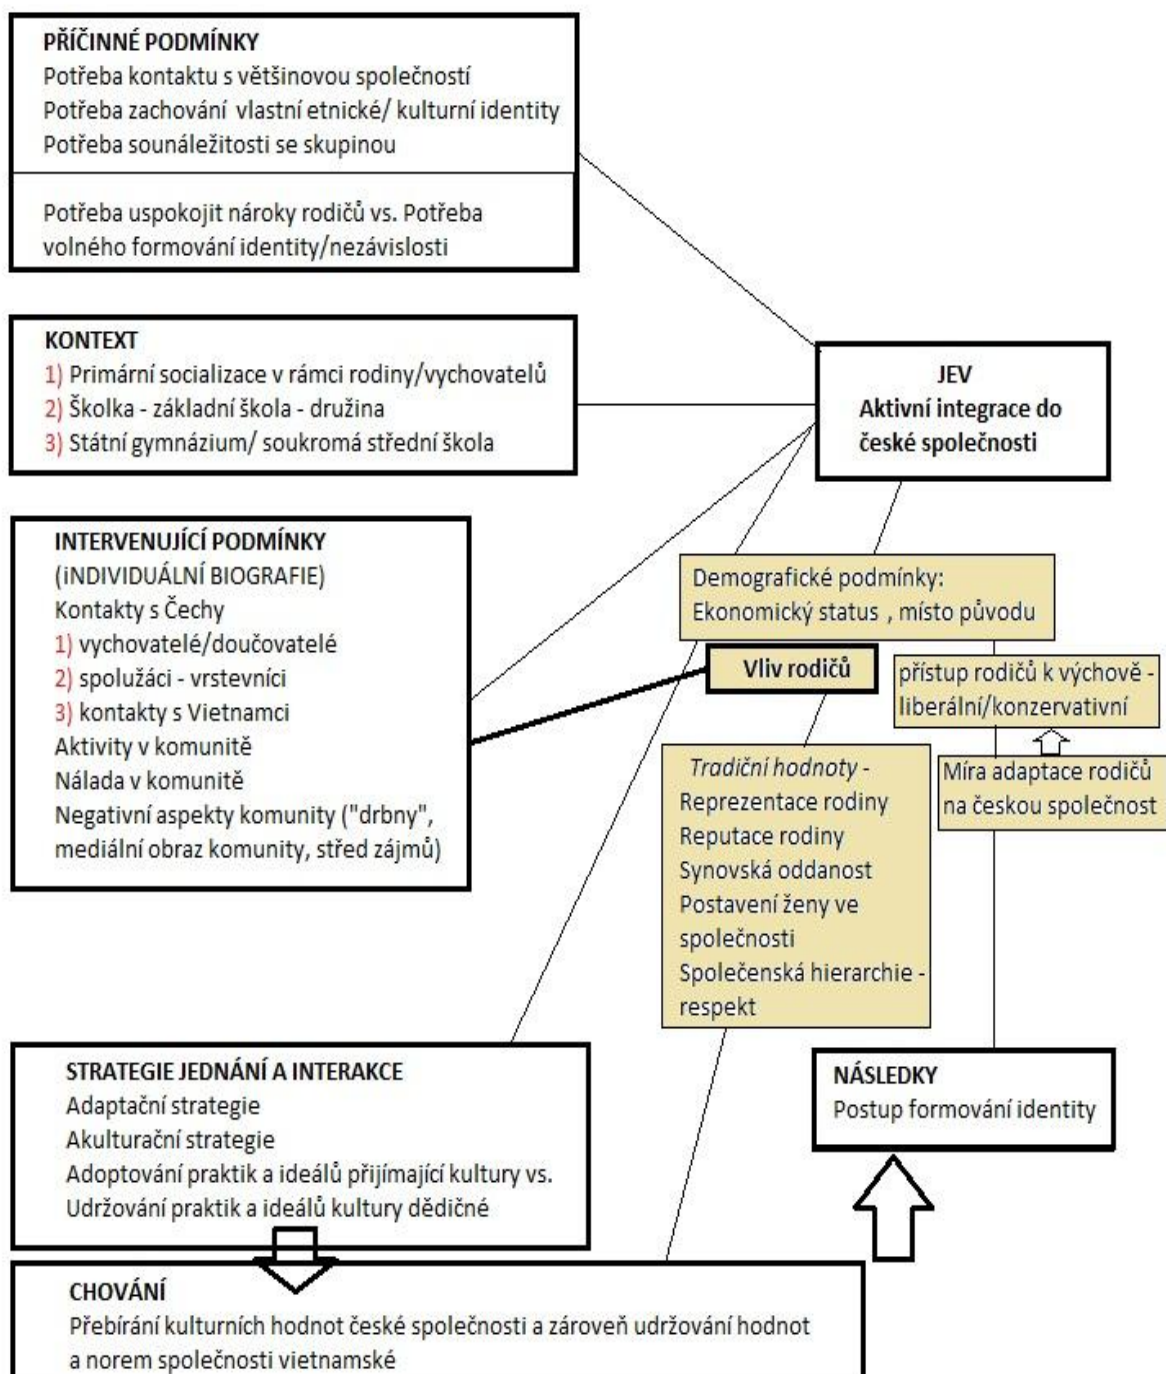 PŘÍČINNÉ PODMÍNKY
Potřeba kontaktu s většinovou společností
Potřeba zachování vlastní etnické/ kulturní identity
Potřeba sounáležitosti se skupinou
Potřeba uspokojit nároky rodičů vs. Potřeba
volného formování identity/nezávislosti
KONTEXT
1) Primární socializace v rámci rodiny/vychovatelů
2) Školka - základní škola - družina
3) Státní gymnázium/ soukromá střední škola
JEV
Aktivní integrace do
české společnosti
INTERVENUJÍCÍ PODMÍNKY
(iNDIVIDUÁLNÍ BIOGRAFIE)
Kontakty s Čechy
1) vychovatelé/doučovatelé
2) spolužáci - vrstevníci
3) kontakty s Vietnamci
Aktivity v komunitě
Nálada v komunitě
Negativní aspekty komunity ("drbny",
mediální obraz komunity, střed zájmů)
Demografické podmínky:
Ekonomický status , místo původu
Vliv rodičů
přístup rodičů k výchově -
liberální/konzervativní
Míra adaptace rodičů
na českou společnost
Tradiční hodnoty -
Reprezentace rodiny
Reputace rodiny
Synovská oddanost
Postavení ženy ve
společnosti
Společenská hierarchie -
respekt
STRATEGIE JEDNÁNÍ A INTERAKCE
Adaptační strategie
Akulturační strategie
Adoptování praktik a ideálů přijímající kultury vs.
Udržování praktik a ideálů kultury dědičné
NÁSLEDKY
Postup formování identity
CHOVÁNÍ
Přebírání kulturních hodnot české společnosti a zároveň udržování hodnot
a norem společnosti vietnamské